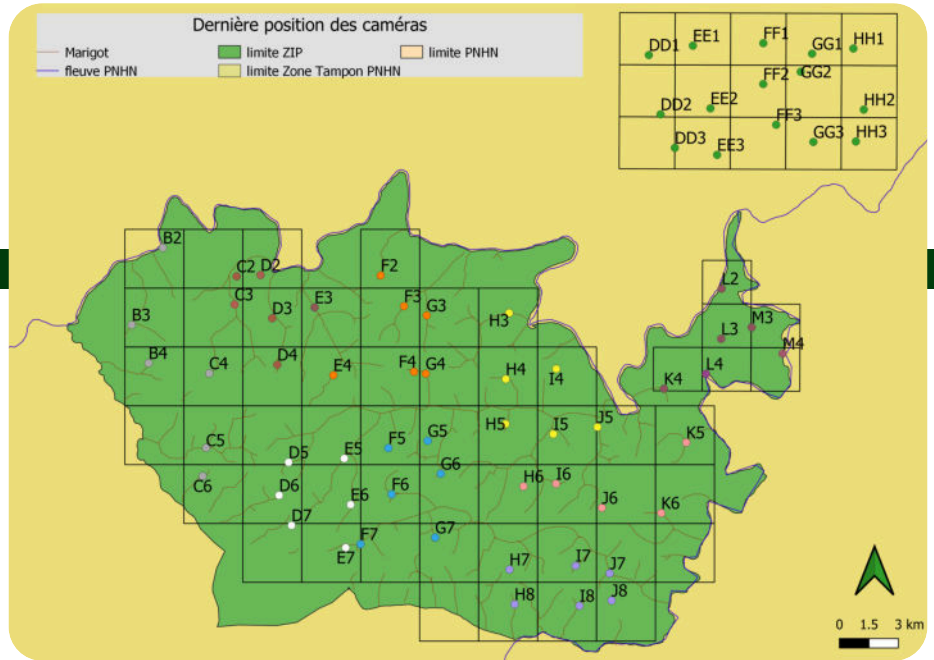 Dernière position des caméras
Marigot
limite ZIP
limite PNHN
fleuve PNHN
limite Zone Tampon PNHN
DD1 EE1 FF1 GG1 HH1
FF2 GG2
DD2 EE2 HH2
FF3
DD3 EE3 GG3 HH3
B2
C2 D2 F2 L2
C3 D3 E3 F3 G3 H3
B3 L3 M3
B4 C4 D4 E4 F4 G4 H4 I4 K4 L4 M4
C5 D5 E5 F5 G5 H5 I5 J5 K5
C6 D6 E6 F6 G6 H6 I6 J6 K6
D7 E7 F7 G7 H7 I7 J7
H8 I8 J8
0 1.5 3 km